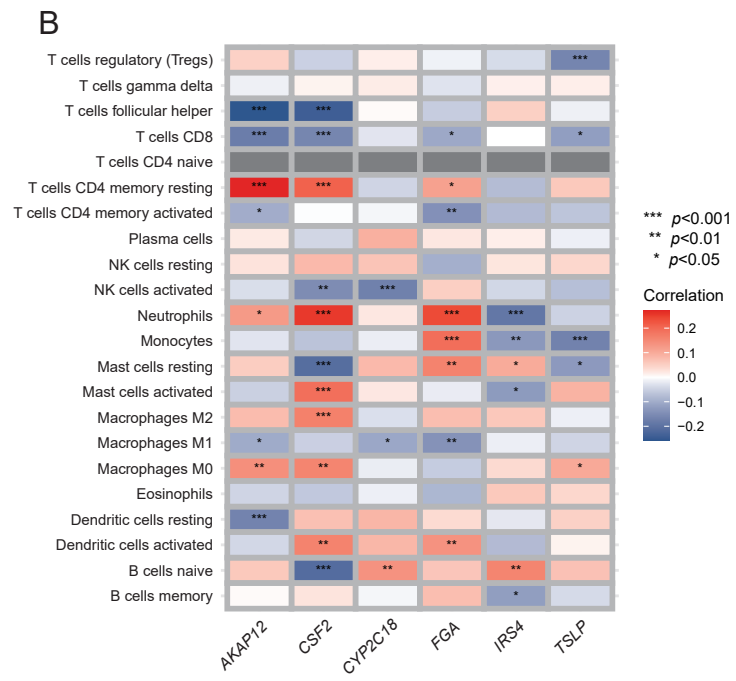 B
T cells regulatory (Tregs) ***
T cells gamma delta
T cells follicular helper *** ***
T cells CD8 *** *** * *
T cells CD4 naive
T cells CD4 memory resting *** *** *
T cells CD4 memory activated * **
Plasma cells
NK cells resting
NK cells activated ** ***
Neutrophils * *** *** ***
Monocytes *** ** ***
Mast cells resting *** ** * *
Mast cells activated *** *
Macrophages M2 ***
Macrophages M1 * * **
Macrophages M0 ** ** *
Eosinophils
Dendritic cells resting ***
Dendritic cells activated ** **
B cells naive *** ** **
B cells memory *
AKAP12 CSF2 CYP2C18 FGA IRS4 TSLP
*** p<0.001
** p<0.01
* p<0.05
Correlation
0.2
0.1
0.0
−0.1
−0.2